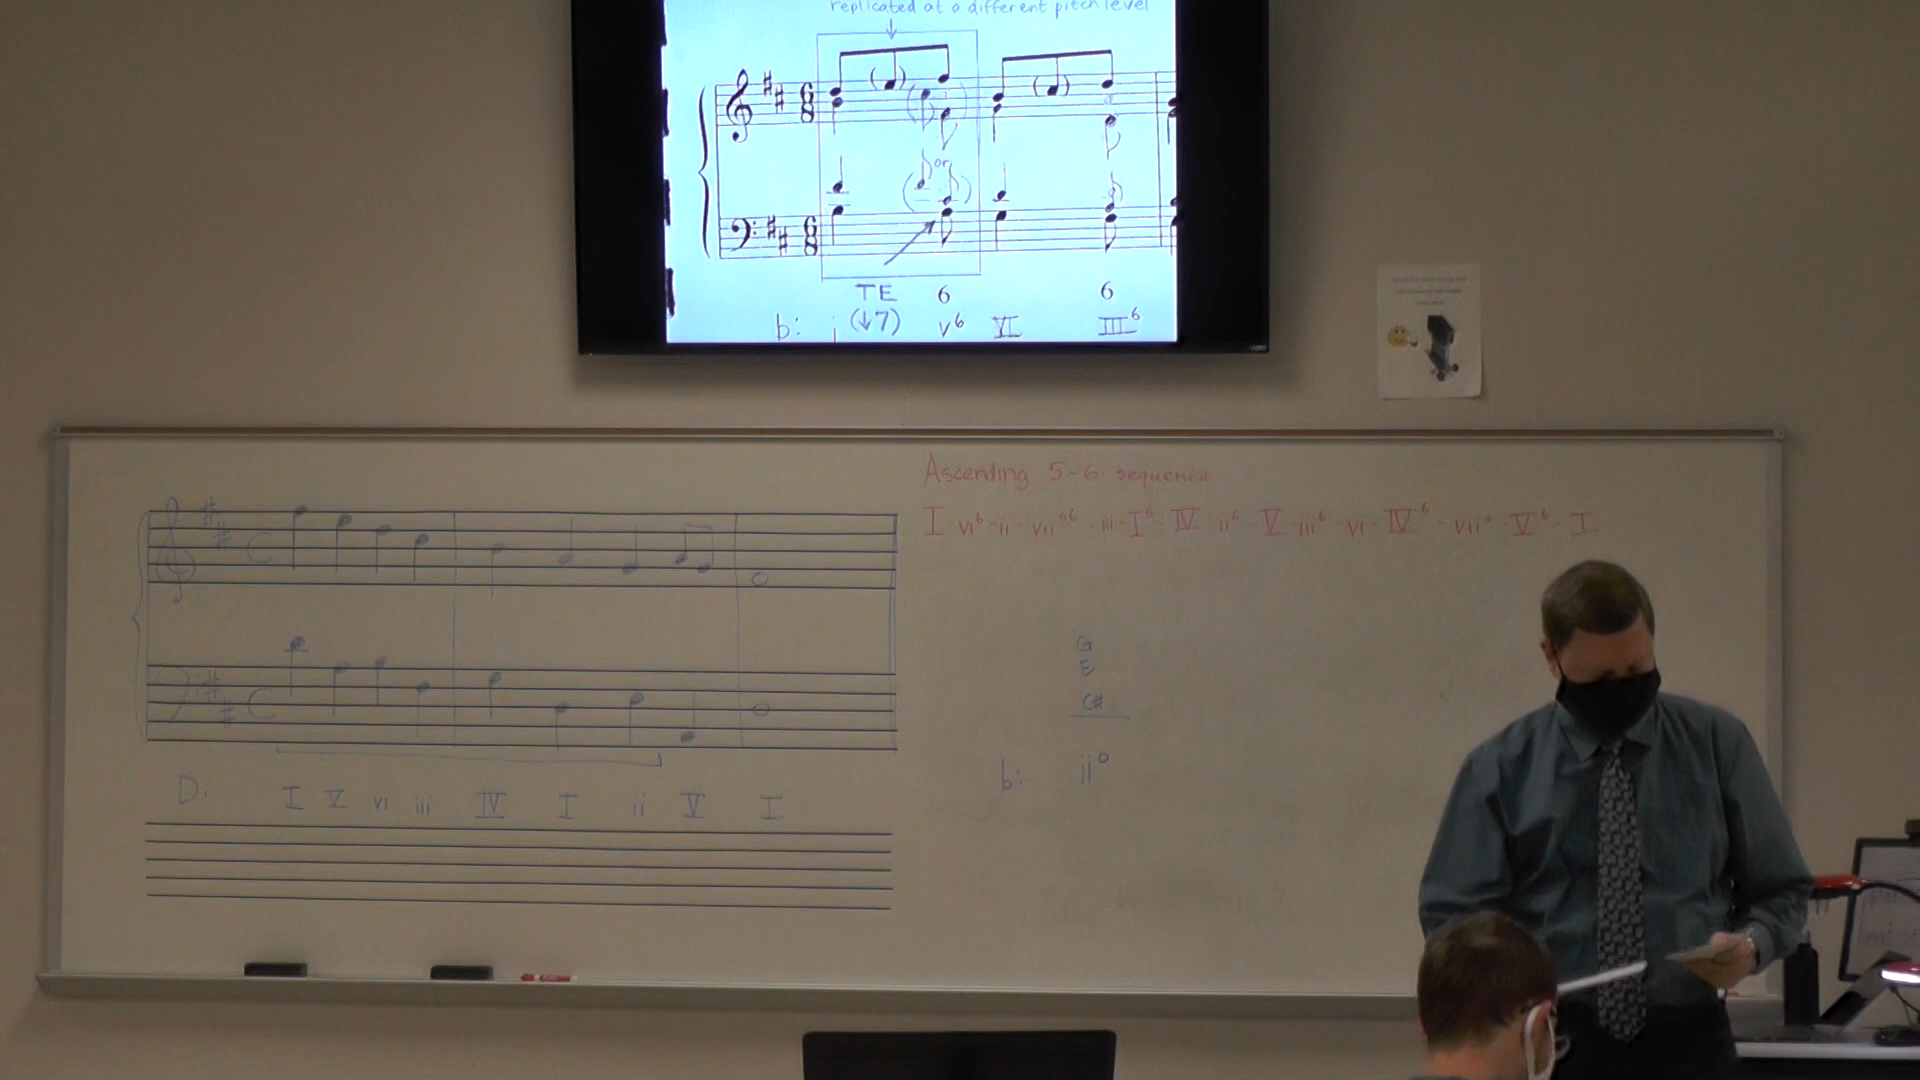 replicated at a different pitch level
or
TE 6 6
b: i (↓7) v⁶ VI III⁶
Ascending 5-6 sequence
I - vi⁶ - ii - vii°⁶ - iii - I⁶ - IV - ii⁶ - V - iii⁶ - vi - IV⁶ - vii° - V⁶ - I
G
E
C#
b: ii°
D: I V vi iii IV I ii V I